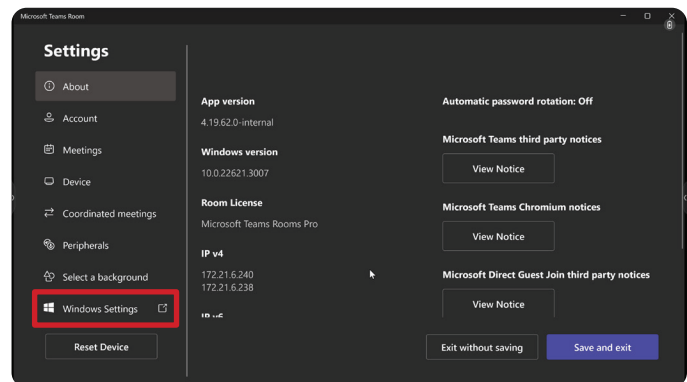 Microsoft Teams Room
Settings
About
Account
Meetings
Device
Coordinated meetings
Peripherals
Select a background
Windows Settings
Reset Device
App version
4.19.62.0-internal
Windows version
10.0.22621.3007
Room License
Microsoft Teams Rooms Pro
IP v4
172.21.6.240
172.21.6.238
IP v6
Automatic password rotation: Off
Microsoft Teams third party notices
View Notice
Microsoft Teams Chromium notices
View Notice
Microsoft Direct Guest Join third party notices
View Notice
Exit without saving
Save and exit